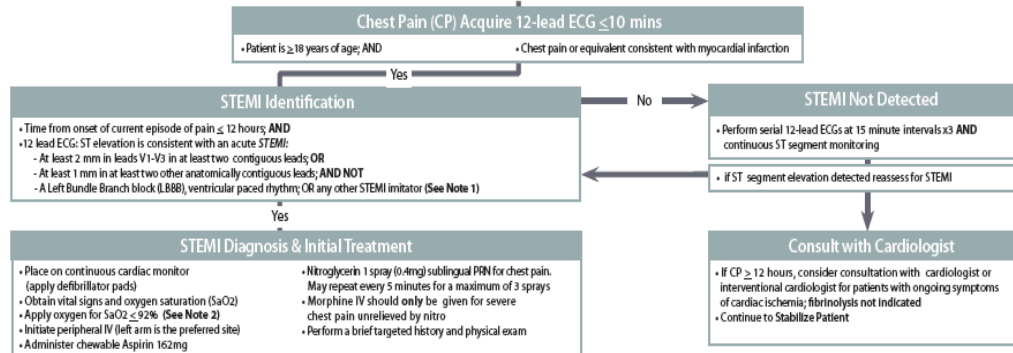 Chest Pain (CP) Acquire 12-lead ECG ≤10 mins
• Patient is ≥18 years of age; AND
• Chest pain or equivalent consistent with myocardial infarction
Yes
STEMI Identification
• Time from onset of current episode of pain ≤ 12 hours; AND
• 12 lead ECG: ST elevation is consistent with an acute STEMI:
- At least 2 mm in leads V1-V3 in at least two contiguous leads; OR
- At least 1 mm in at least two other anatomically contiguous leads; AND NOT
- A Left Bundle Branch block (LBBB), ventricular paced rhythm; OR any other STEMI imitator (See Note 1)
No
STEMI Not Detected
• Perform serial 12-lead ECGs at 15 minute intervals x3 AND
continuous ST segment monitoring
• if ST segment elevation detected reassess for STEMI
Yes
STEMI Diagnosis & Initial Treatment
• Place on continuous cardiac monitor
(apply defibrillator pads)
• Obtain vital signs and oxygen saturation (SaO2)
• Apply oxygen for SaO2 ≤92% (See Note 2)
• Initiate peripheral IV (left arm is the preferred site)
• Administer chewable Aspirin 162mg
• Nitroglycerin 1 spray (0.4mg) sublingual PRN for chest pain.
May repeat every 5 minutes for a maximum of 3 sprays
• Morphine IV should only be given for severe
chest pain unrelieved by nitro
• Perform a brief targeted history and physical exam
Consult with Cardiologist
• If CP ≥ 12 hours, consider consultation with cardiologist or
interventional cardiologist for patients with ongoing symptoms
of cardiac ischemia; fibrinolysis not indicated
• Continue to Stabilize Patient